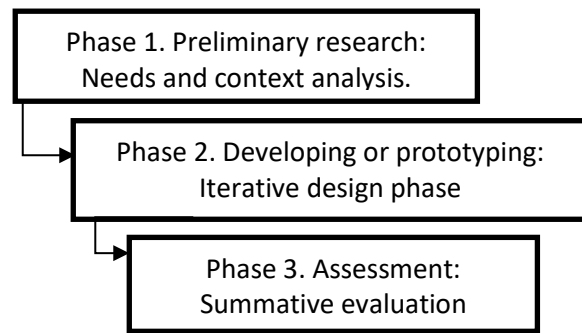 Phase 1. Preliminary research:
Needs and context analysis.
Phase 2. Developing or prototyping:
Iterative design phase
Phase 3. Assessment:
Summative evaluation